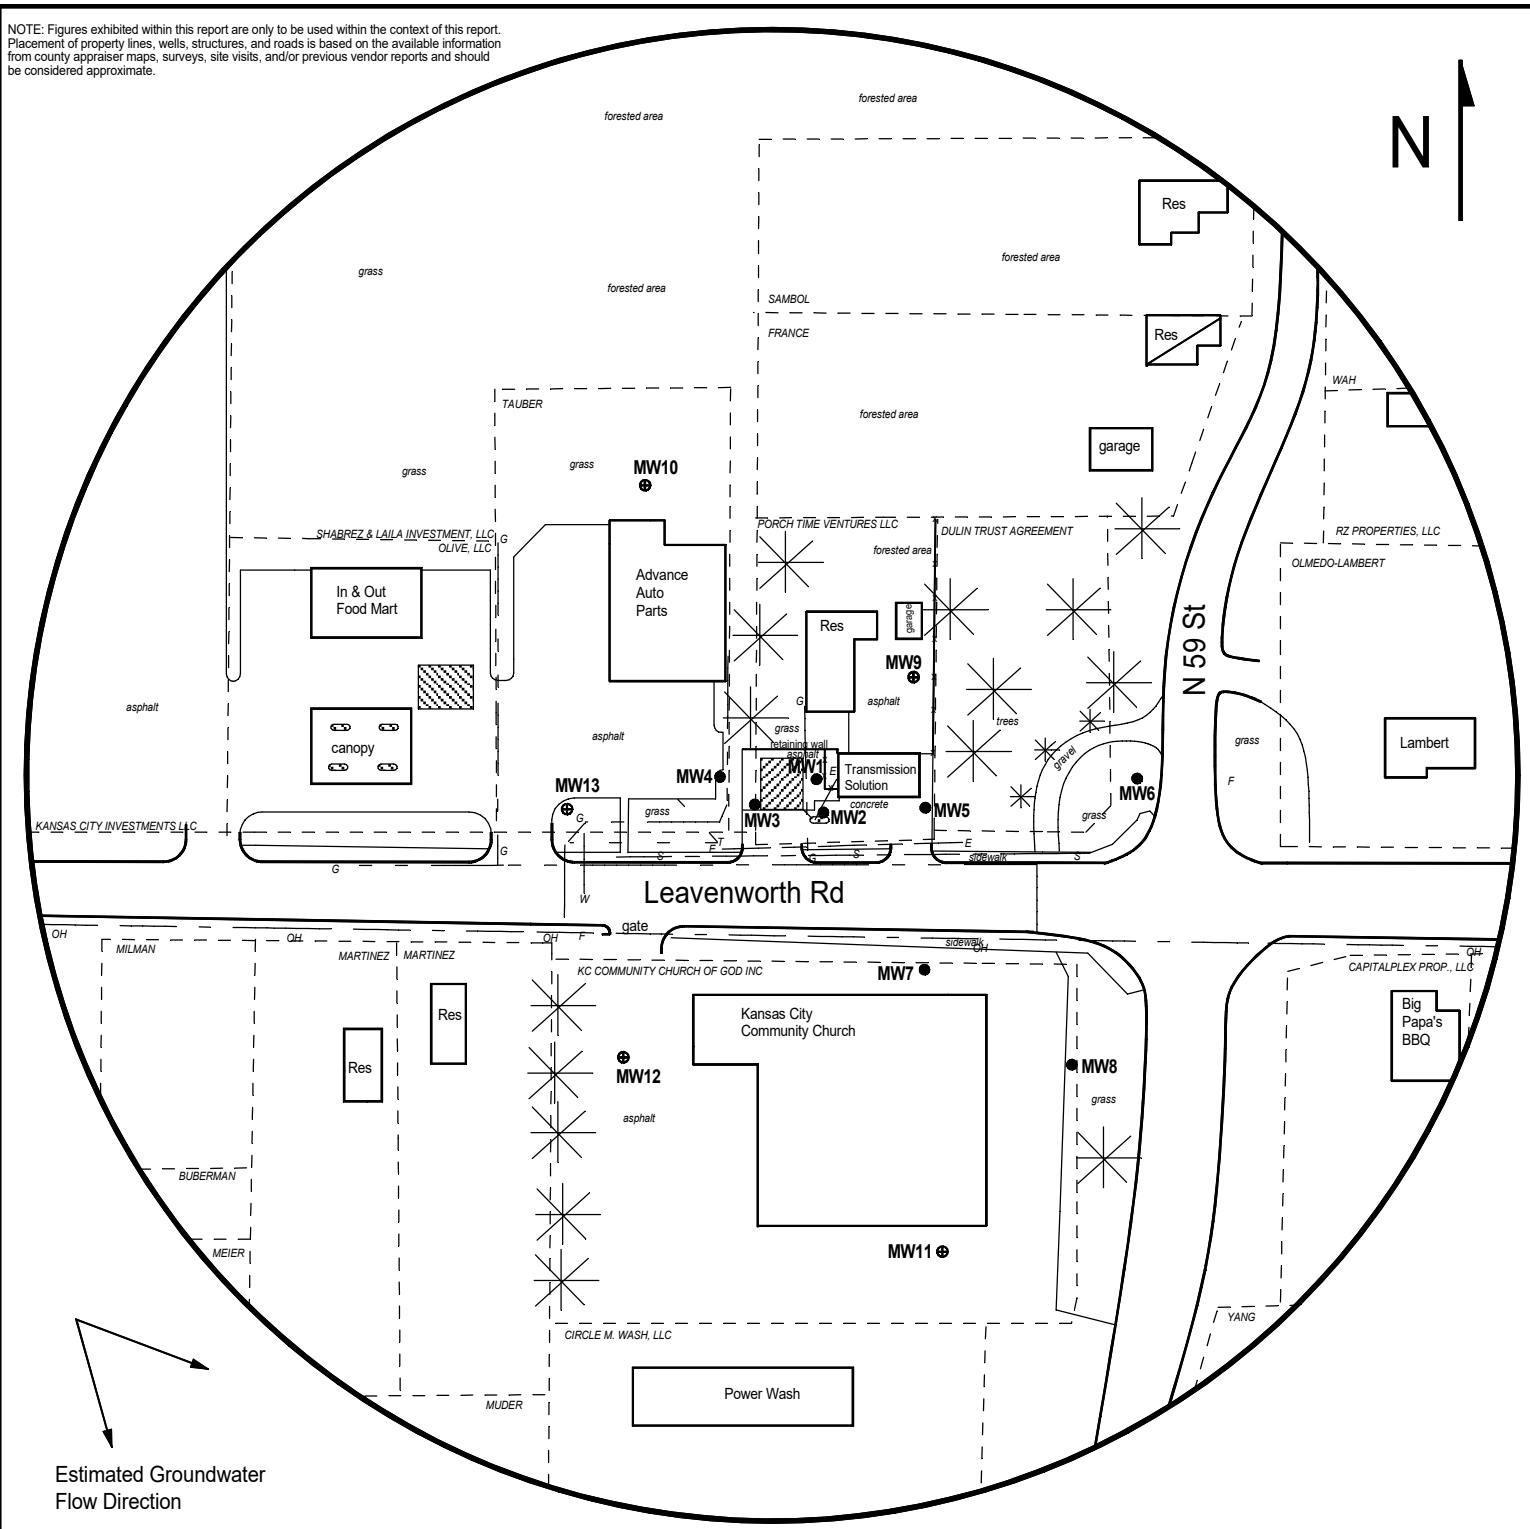 NOTE: Figures exhibited within this report are only to be used within the context of this report.
Placement of property lines, wells, structures, and roads is based on the available information
from county appraiser maps, surveys, site visits, and/or previous vendor reports and should
be considered approximate.
N
forested area
forested area
Res
forested area
grass
forested area
SAMBOL
FRANCE
Res
WAH
TAUBER
forested area
garage
grass
grass
MW10
SHABREZ & LAILA INVESTMENT, LLC
OLIVE, LLC
G
PORCH TIME VENTURES LLC
DULIN TRUST AGREEMENT
RZ PROPERTIES, LLC
forested area
OLMEDO-LAMBERT
In & Out
Food Mart
Advance
Auto
Parts
Res
garage
N 59 St
MW9
asphalt
G
asphalt
grass
trees
canopy
asphalt
retaining wall
asphalt
grass
Lambert
gravel
MW4
MW1
E
Transmission
Solution
MW6
F
MW13
grass
concrete
G
MW3
MW2
MW5
grass
KANSAS CITY INVESTMENTS LLC
T
F
E
G
S
G
S
sidewalk
S
G
W
Leavenworth Rd
gate
OH
OH
OH
F
sidewalk
OH
OH
MILMAN
MARTINEZ
MARTINEZ
KC COMMUNITY CHURCH OF GOD INC
MW7
CAPITALPLEX PROP., LLC
Res
Kansas City
Community Church
Big
Papa's
BBQ
Res
MW12
MW8
asphalt
grass
BUBERMAN
MEIER
MW11
YANG
CIRCLE M. WASH, LLC
Power Wash
MUDER
Estimated Groundwater
Flow Direction